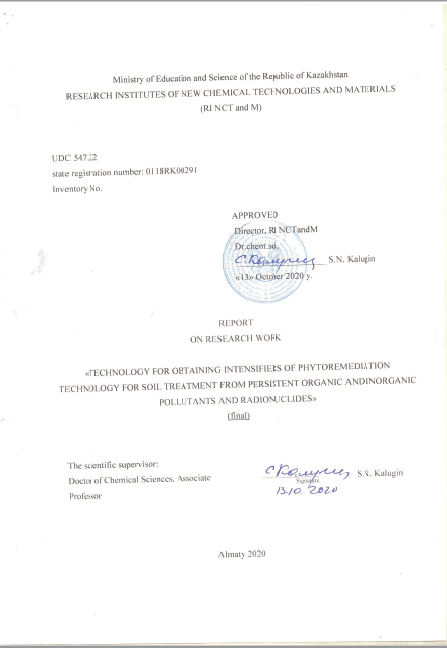 Ministry of Education and Science of the Republic of Kazakhstan
RESEARCH INSTITUTES OF NEW CHEMICAL TECHNOLOGIES AND MATERIALS
(RI NCT and M)
UDC 547.
state registration number: 0118RK00291
Inventory No.
APPROVED
Director, RI NCTandM
Dr.chem.sci.
С.Калугин S.N. Kalugin
«13» October 2020 y.
REPORT
ON RESEARCH WORK
«TECHNOLOGY FOR OBTAINING INTENSIFIERS OF PHYTOREMEDIATION
TECHNOLOGY FOR SOIL TREATMENT FROM PERSISTENT ORGANIC ANDINORGANIC
POLLUTANTS AND RADIONUCLIDES»
(final)
The scientific supervisor:
Doctor of Chemical Sciences, Associate
Professor
С Калугин, S.N. Kalugin
Signature
13.10. 2020
Almaty 2020